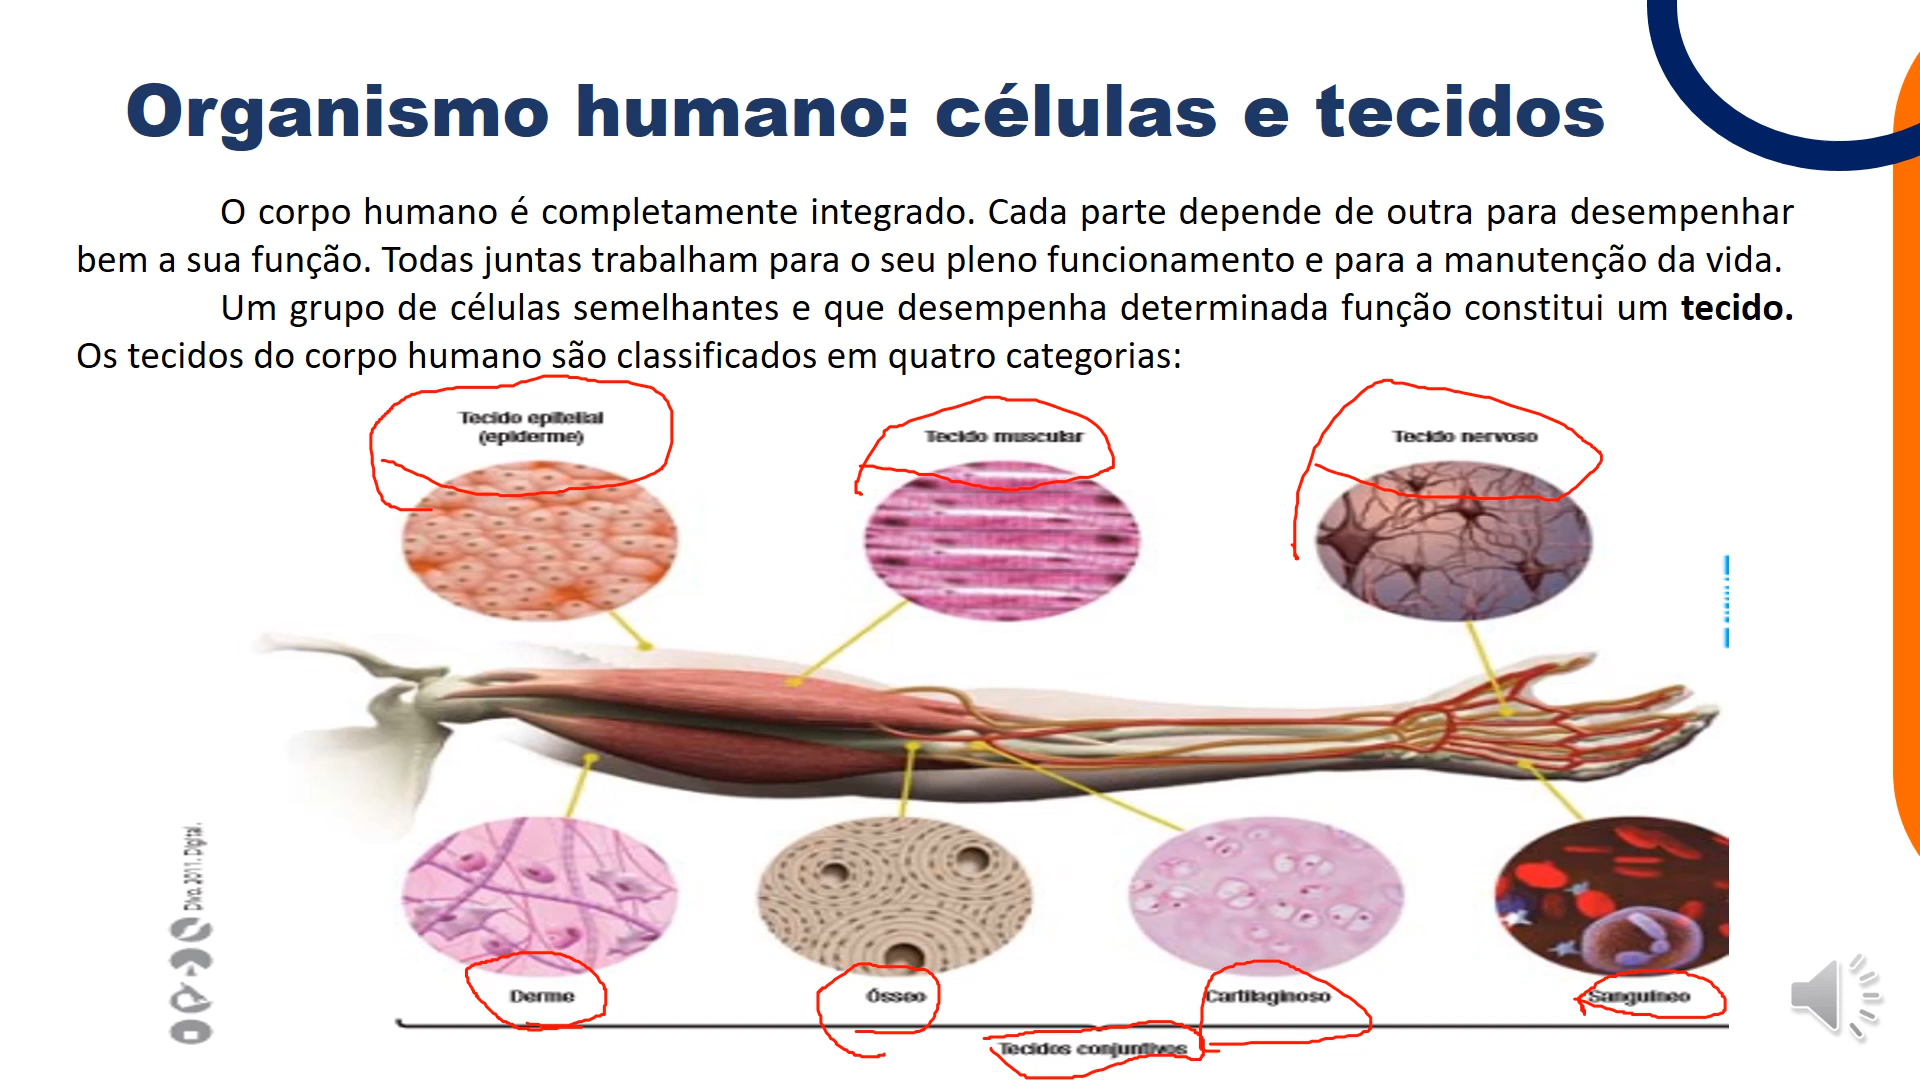 Organismo humano: células e tecidos
O corpo humano é completamente integrado. Cada parte depende de outra para desempenhar
bem a sua função. Todas juntas trabalham para o seu pleno funcionamento e para a manutenção da vida.
Um grupo de células semelhantes e que desempenha determinada função constitui um tecido.
Os tecidos do corpo humano são classificados em quatro categorias:
Tecido epitelial
(epiderme)
Tecido muscular
Tecido nervoso
2011. Digital.
Derme
Ósseo
Cartilaginoso
Sanguíneo
Tecidos conjuntivos